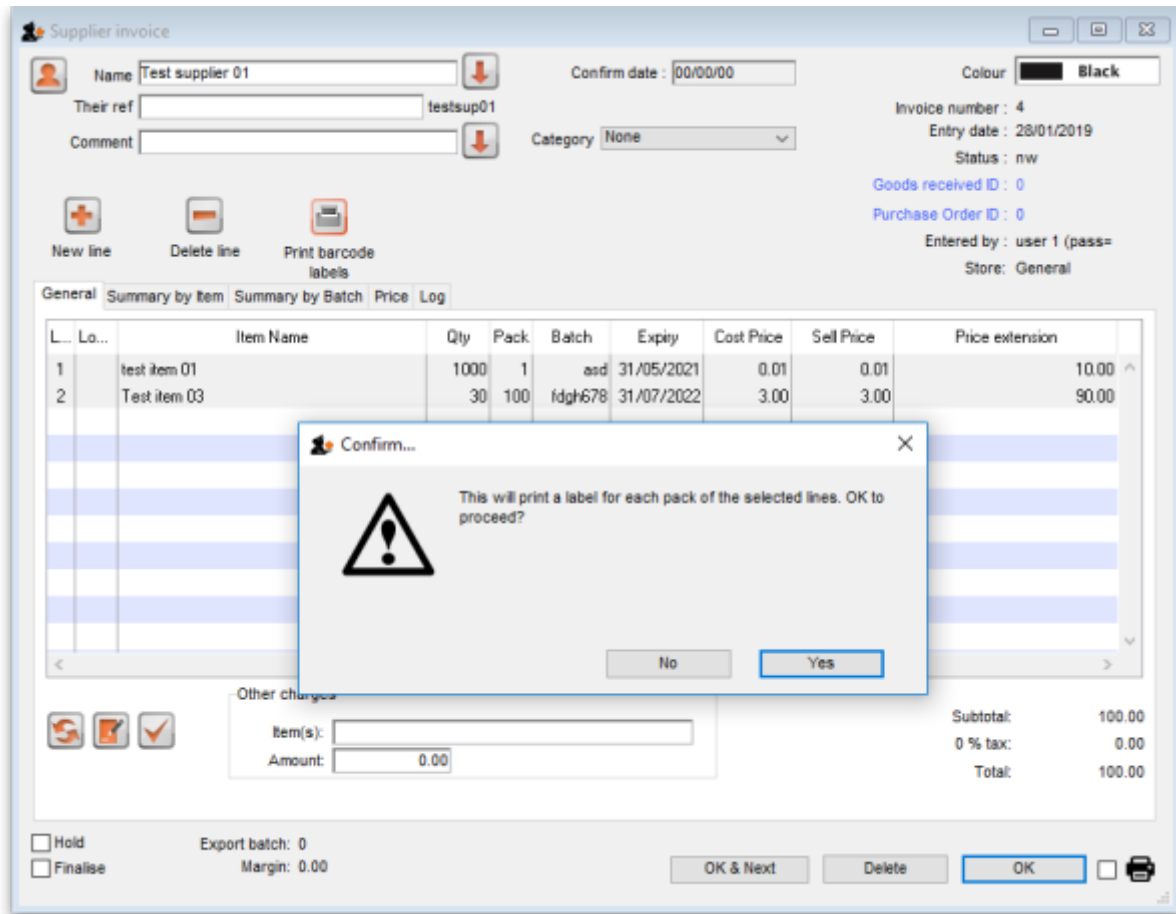 Supplier invoice
Name Test supplier 01 Confirm date : 00/00/00 Colour Black
Their ref testsup01 Invoice number : 4
Comment Category None Entry date : 28/01/2019
Status : nw
Goods received ID : 0
Purchase Order ID : 0
Entered by : user 1 (pass=
Store: General
New line Delete line Print barcode
labels
General Summary by Item Summary by Batch Price Log
L... Lo... Item Name Qty Pack Batch Expiry Cost Price Sell Price Price extension
1 test item 01 1000 1 asd 31/05/2021 0.01 0.01 10.00
2 Test item 03 30 100 fdgh678 31/07/2022 3.00 3.00 90.00
Confirm...
This will print a label for each pack of the selected lines. OK to
proceed?
No Yes
Other charges
Item(s):
Amount: 0.00
Subtotal: 100.00
0 % tax: 0.00
Total: 100.00
Hold Export batch: 0
Finalise Margin: 0.00
OK & Next Delete OK